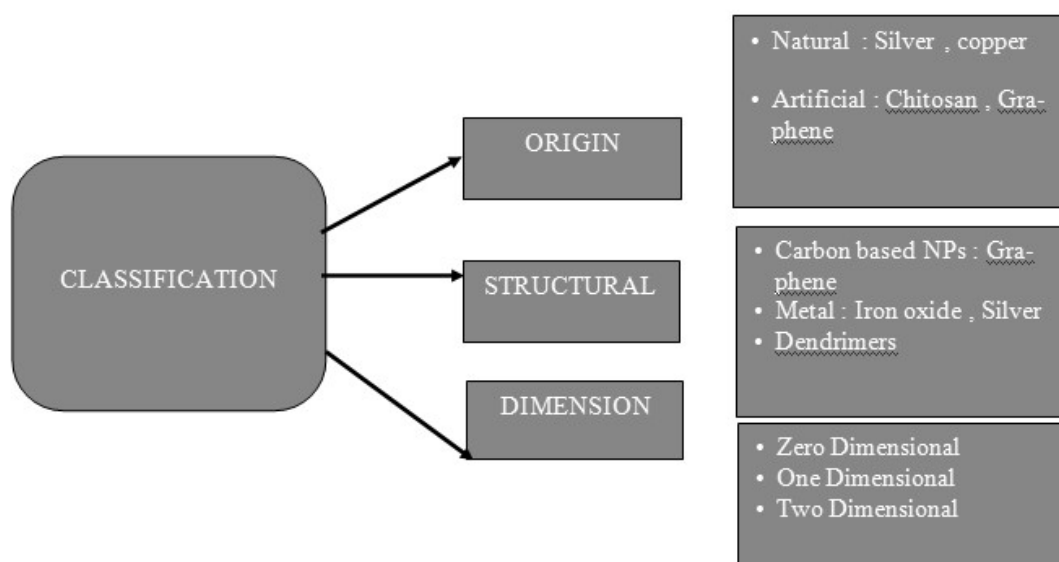 CLASSIFICATION
ORIGIN
• Natural : Silver , copper
• Artificial : Chitosan , Gra-
phene
STRUCTURAL
• Carbon based NPs : Gra-
phene
• Metal : Iron oxide , Silver
• Dendrimers
DIMENSION
• Zero Dimensional
• One Dimensional
• Two Dimensional